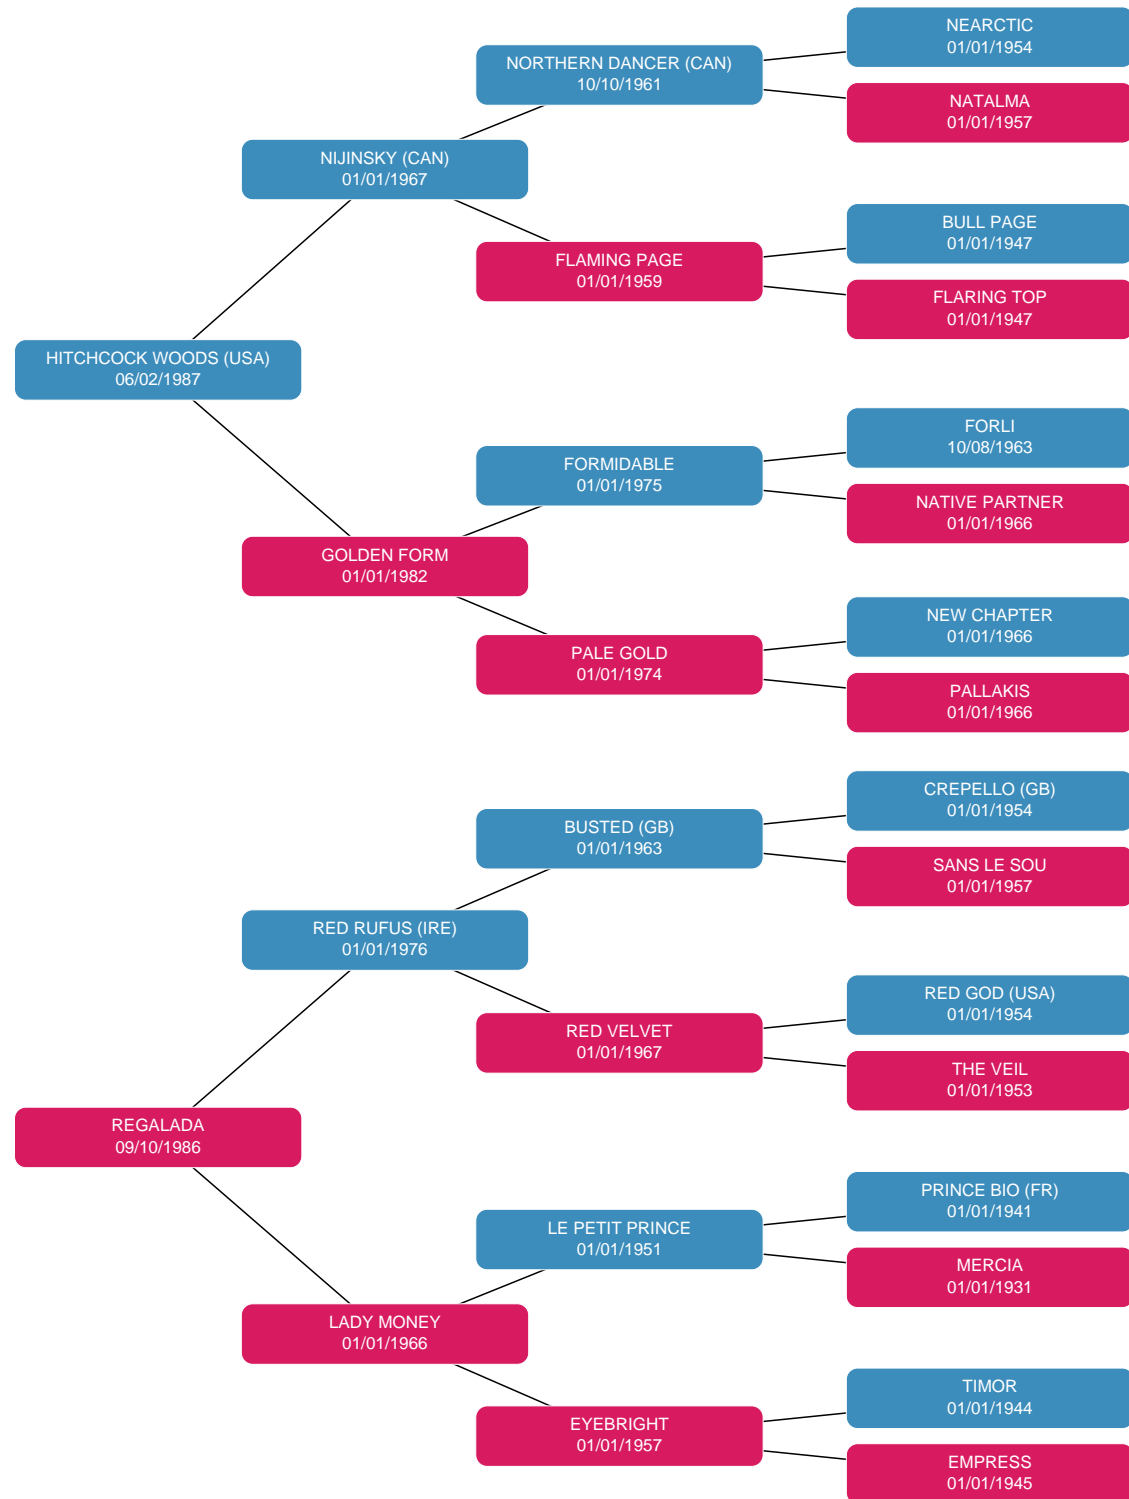 NEARCTIC
01/01/1954
NORTHERN DANCER (CAN)
10/10/1961
NATALMA
01/01/1957
NIJINSKY (CAN)
01/01/1967
BULL PAGE
01/01/1947
FLAMING PAGE
01/01/1959
FLARING TOP
01/01/1947
HITCHCOCK WOODS (USA)
06/02/1987
FORLI
10/08/1963
FORMIDABLE
01/01/1975
NATIVE PARTNER
01/01/1966
GOLDEN FORM
01/01/1982
NEW CHAPTER
01/01/1966
PALE GOLD
01/01/1974
PALLAKIS
01/01/1966
CREPELLO (GB)
01/01/1954
BUSTED (GB)
01/01/1963
SANS LE SOU
01/01/1957
RED RUFUS (IRE)
01/01/1976
RED GOD (USA)
01/01/1954
RED VELVET
01/01/1967
THE VEIL
01/01/1953
REGALADA
09/10/1986
PRINCE BIO (FR)
01/01/1941
LE PETIT PRINCE
01/01/1951
MERCIA
01/01/1931
LADY MONEY
01/01/1966
TIMOR
01/01/1944
EYEBRIGHT
01/01/1957
EMPRESS
01/01/1945